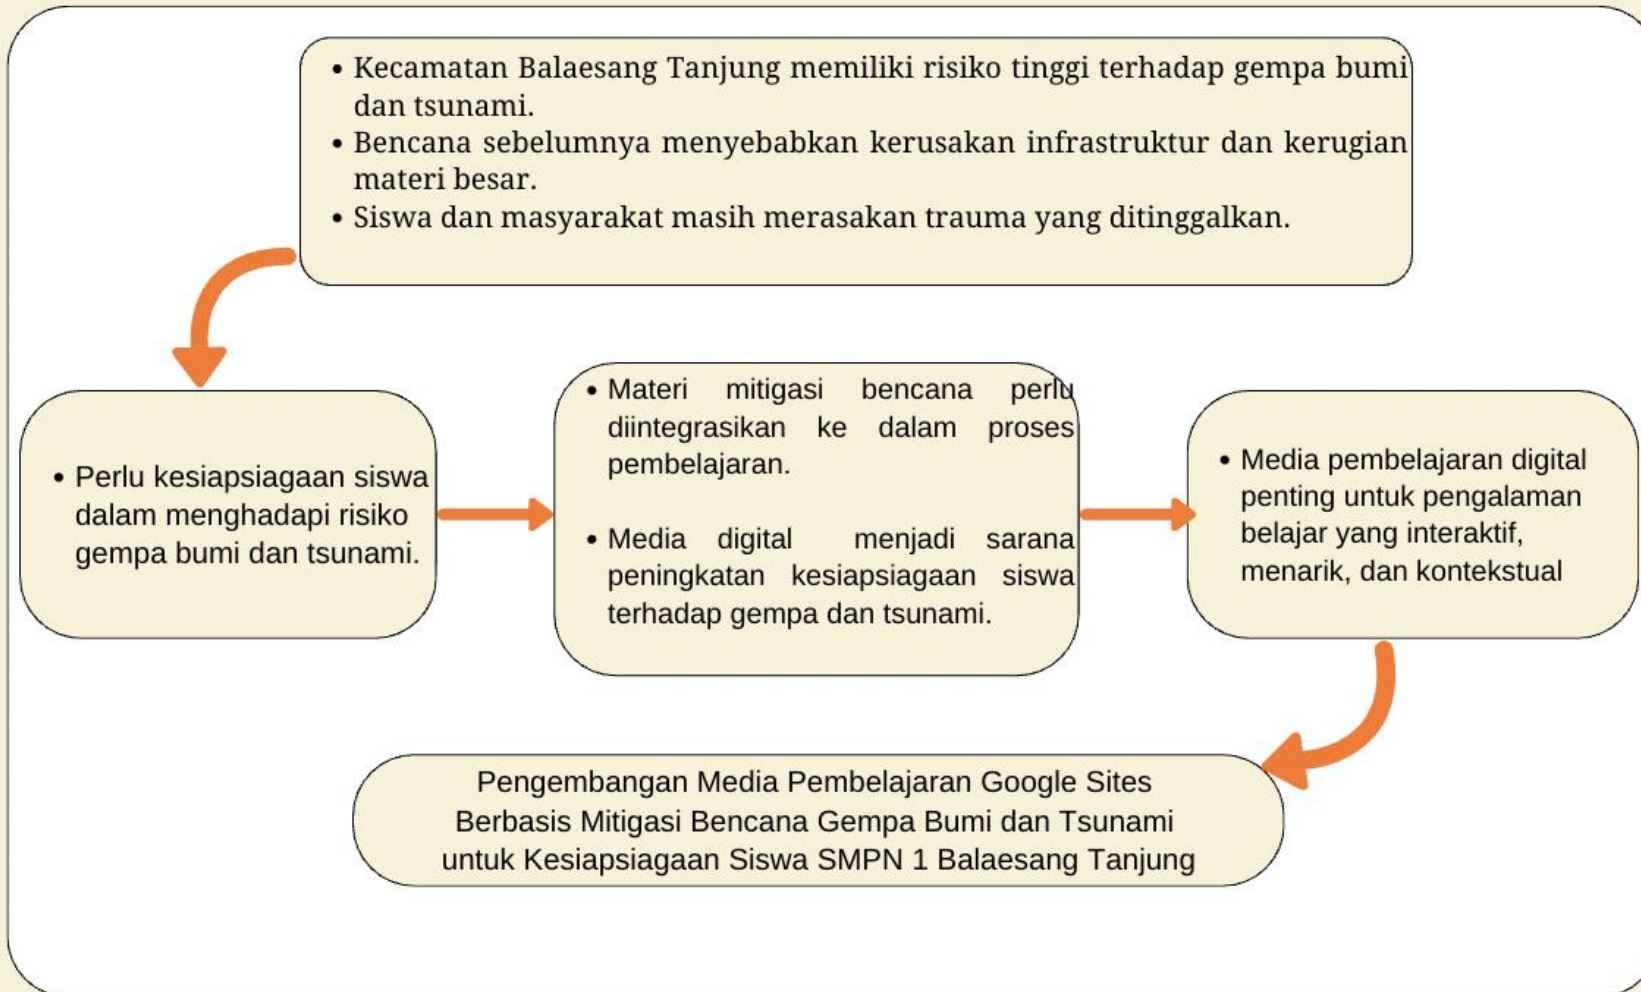 • Kecamatan Balaesang Tanjung memiliki risiko tinggi terhadap gempa bumi
dan tsunami.
• Bencana sebelumnya menyebabkan kerusakan infrastruktur dan kerugian
materi besar.
• Siswa dan masyarakat masih merasakan trauma yang ditinggalkan.
• Perlu kesiapsiagaan siswa
dalam menghadapi risiko
gempa bumi dan tsunami.
• Materi mitigasi bencana perlu
diintegrasikan ke dalam proses
pembelajaran.
• Media digital menjadi sarana
peningkatan kesiapsiagaan siswa
terhadap gempa dan tsunami.
• Media pembelajaran digital
penting untuk pengalaman
belajar yang interaktif,
menarik, dan kontekstual
Pengembangan Media Pembelajaran Google Sites
Berbasis Mitigasi Bencana Gempa Bumi dan Tsunami
untuk Kesiapsiagaan Siswa SMPN 1 Balaesang Tanjung